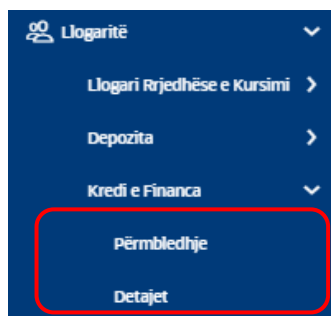 Llogaritë
Llogari Rrjedhëse e Kursimi
Depozita
Kredi e Financa
Përmbledhje
Detajet